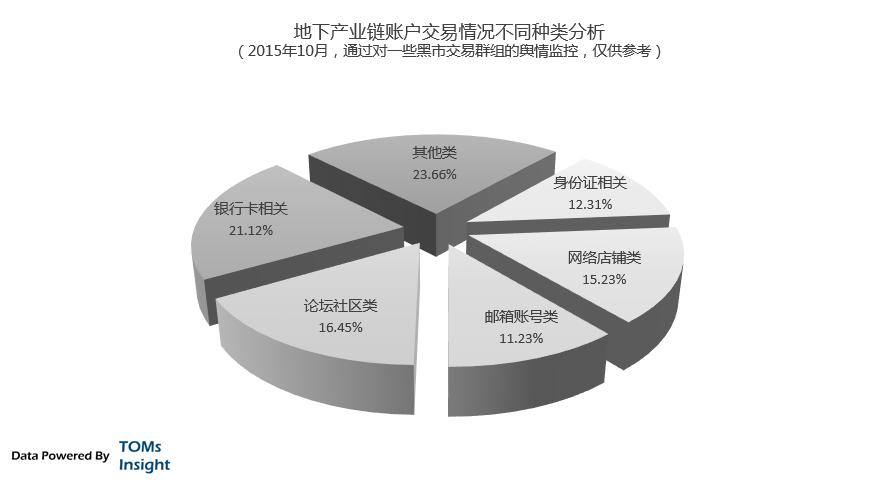 地下产业链账户交易情况不同种类分析
（2015年10月，通过对一些黑市交易群组的舆情监控，仅供参考）
其他类
23.66%
身份证相关
12.31%
银行卡相关
21.12%
网络店铺类
15.23%
论坛社区类
16.45%
邮箱账号类
11.23%
Data Powered By
TOMs
Insight